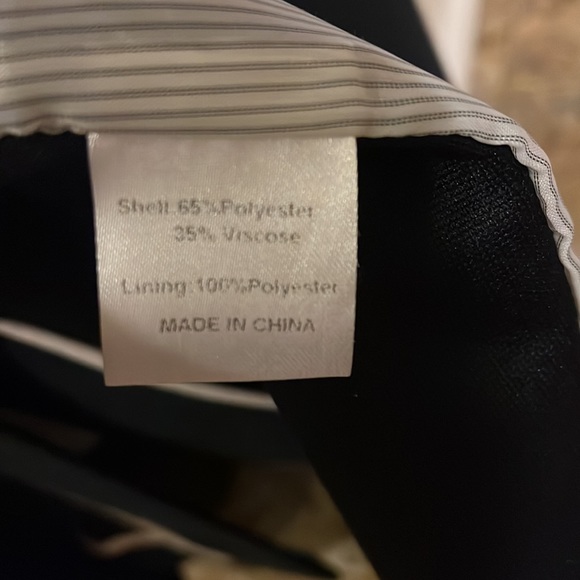 Shell:65%Polyester
35% Viscose
Lining:100%Polyester
MADE IN CHINA